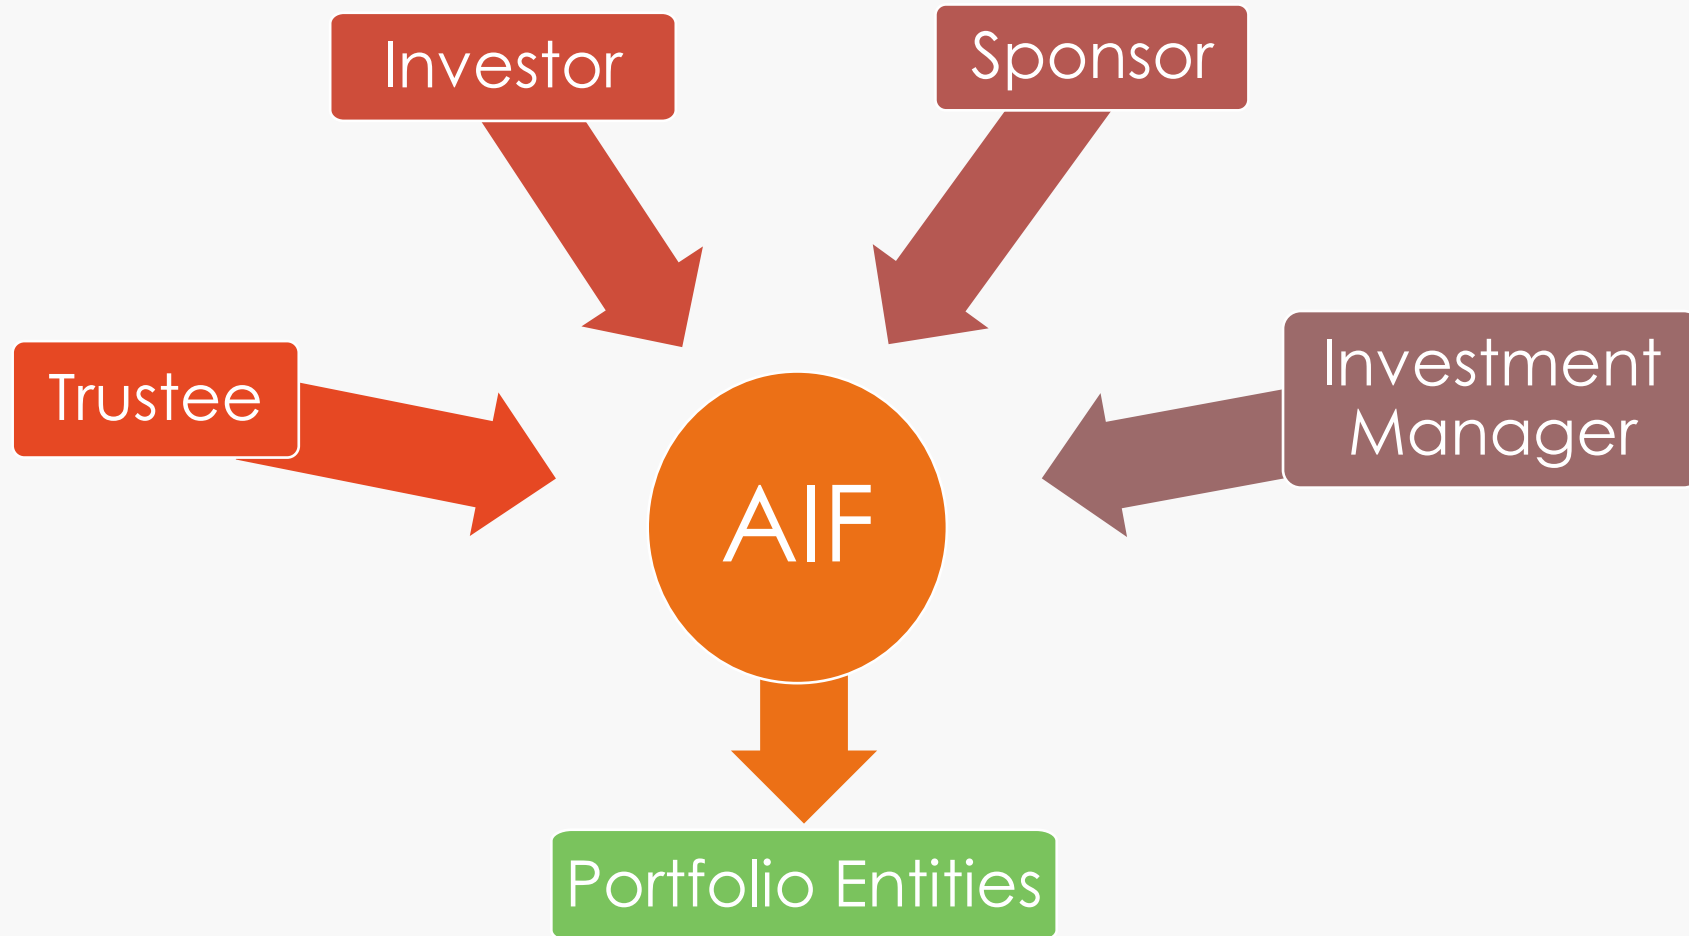 Investor
Sponsor
Trustee
Investment
Manager
AIF
Portfolio Entities